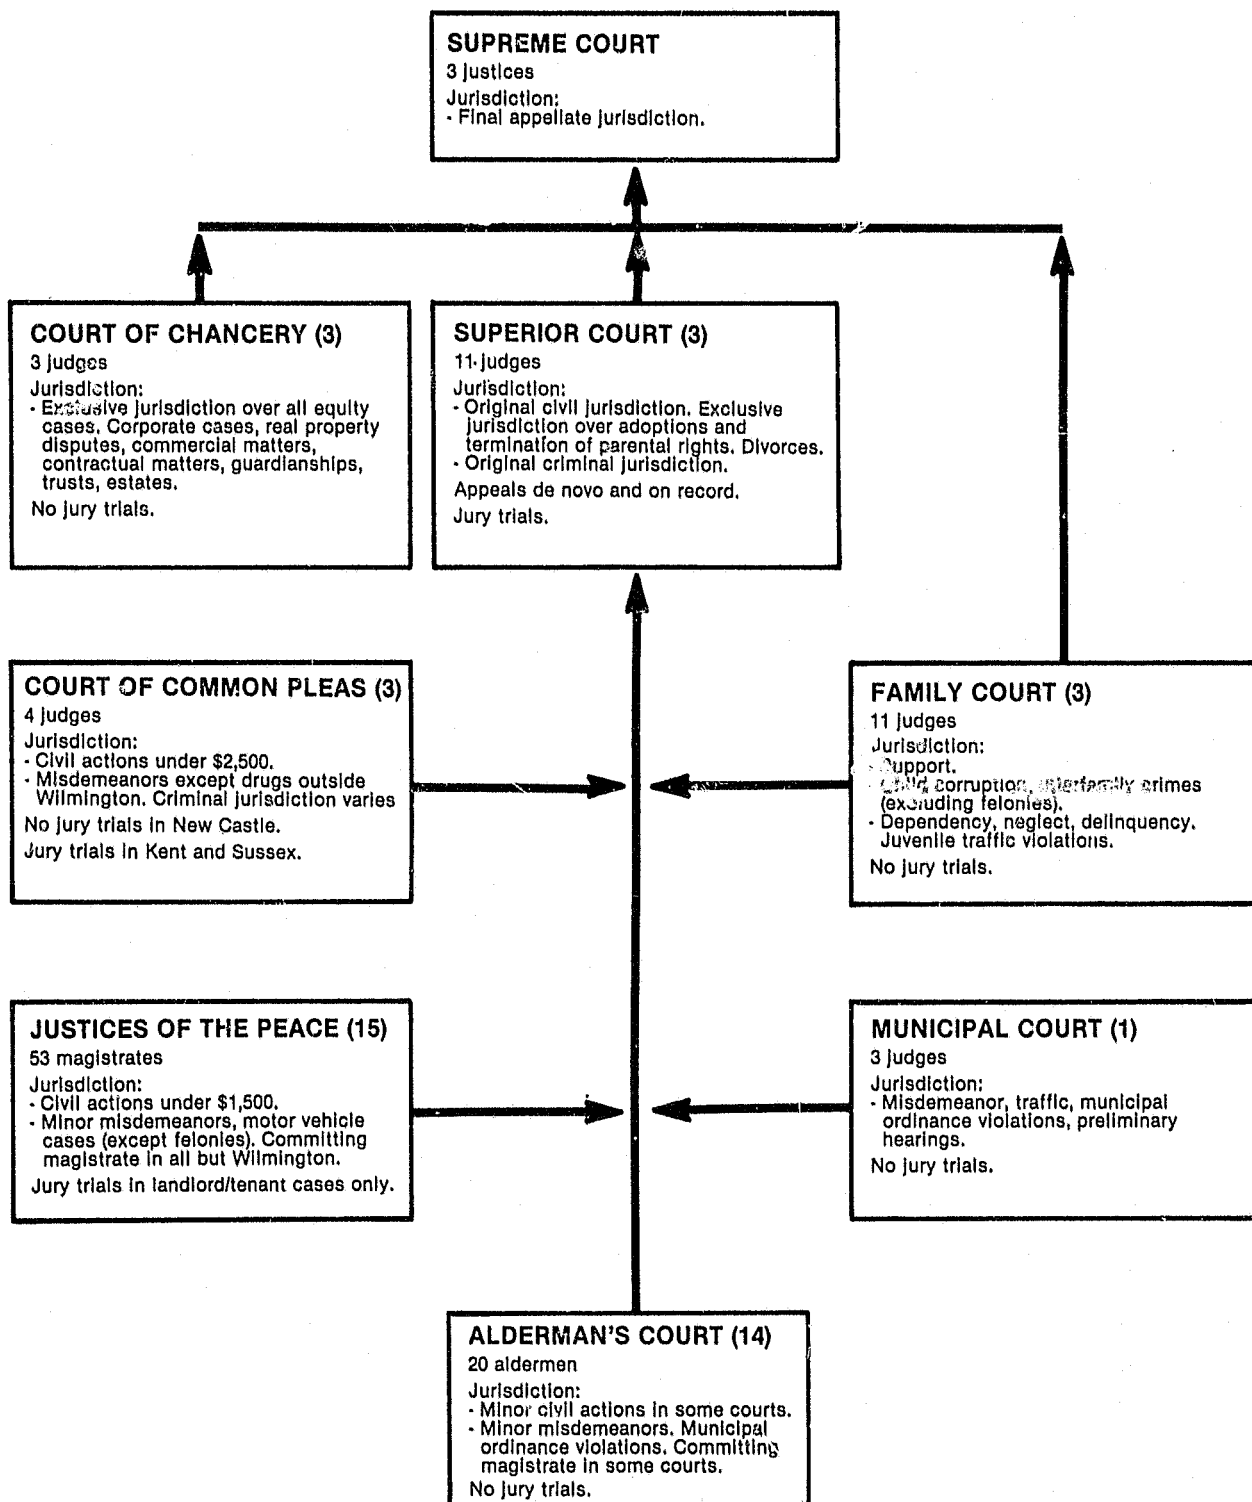 SUPREME COURT
3 justices
Jurisdiction:
- Final appellate jurisdiction.
COURT OF CHANCERY (3)
3 judges
Jurisdiction:
- Exclusive jurisdiction over all equity
cases. Corporate cases, real property
disputes, commercial matters,
contractual matters, guardianships,
trusts, estates.
No jury trials.
SUPERIOR COURT (3)
11 judges
Jurisdiction:
- Original civil jurisdiction. Exclusive
jurisdiction over adoptions and
termination of parental rights. Divorces.
- Original criminal jurisdiction.
Appeals de novo and on record.
Jury trials.
COURT OF COMMON PLEAS (3)
4 judges
Jurisdiction:
- Civil actions under $2,500.
- Misdemeanors except drugs outside
Wilmington. Criminal jurisdiction varies
No jury trials in New Castle.
Jury trials in Kent and Sussex.
FAMILY COURT (3)
11 judges
Jurisdiction:
- Support.
- Child corruption, interfamily crimes
(excluding felonies).
- Dependency, neglect, delinquency.
Juvenile traffic violations.
No jury trials.
JUSTICES OF THE PEACE (15)
53 magistrates
Jurisdiction:
- Civil actions under $1,500.
- Minor misdemeanors, motor vehicle
cases (except felonies). Committing
magistrate in all but Wilmington.
Jury trials in landlord/tenant cases only.
MUNICIPAL COURT (1)
3 judges
Jurisdiction:
- Misdemeanor, traffic, municipal
ordinance violations, preliminary
hearings.
No jury trials.
ALDERMAN'S COURT (14)
20 aldermen
Jurisdiction:
- Minor civil actions in some courts.
- Minor misdemeanors. Municipal
ordinance violations. Committing
magistrate in some courts.
No jury trials.